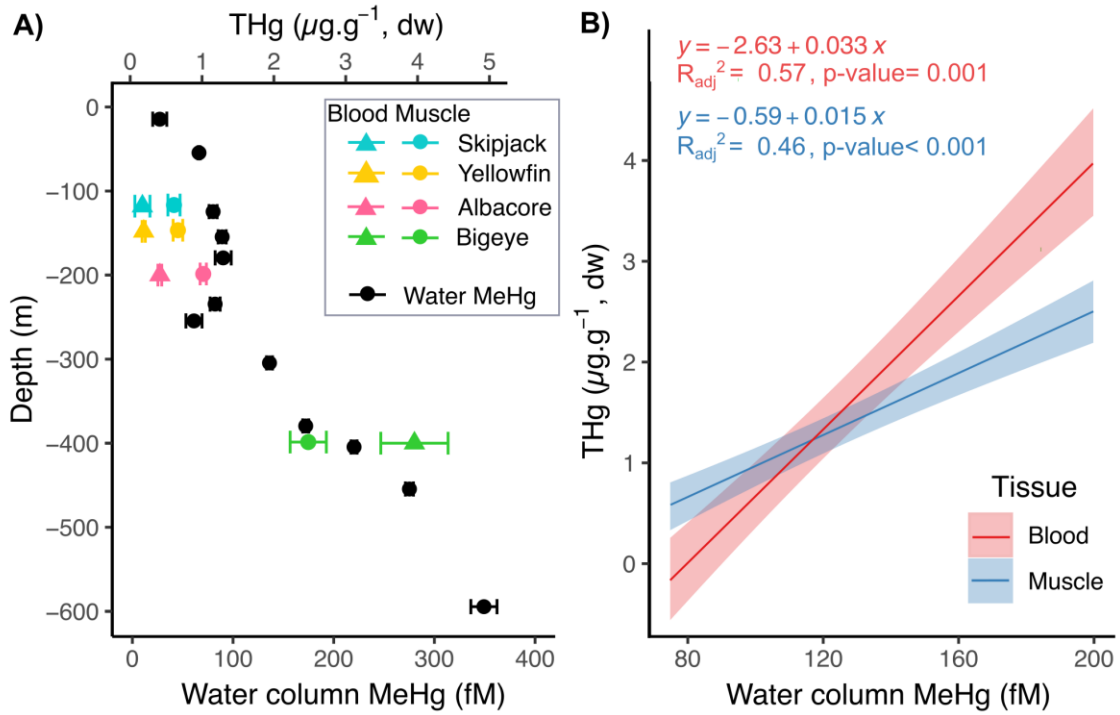 A)
THg (µg.g⁻¹, dw)
0 1 2 3 4 5
Depth (m)
0
−100
−200
−300
−400
−500
−600
Blood Muscle
Skipjack
Yellowfin
Albacore
Bigeye
Water MeHg
0 100 200 300 400
Water column MeHg (fM)
B)
y = −2.63 + 0.033 x
R_adj² = 0.57, p-value= 0.001
y = −0.59 + 0.015 x
R_adj² = 0.46, p-value< 0.001
THg (µg.g⁻¹, dw)
4
3
2
1
0
Tissue
Blood
Muscle
80 120 160 200
Water column MeHg (fM)